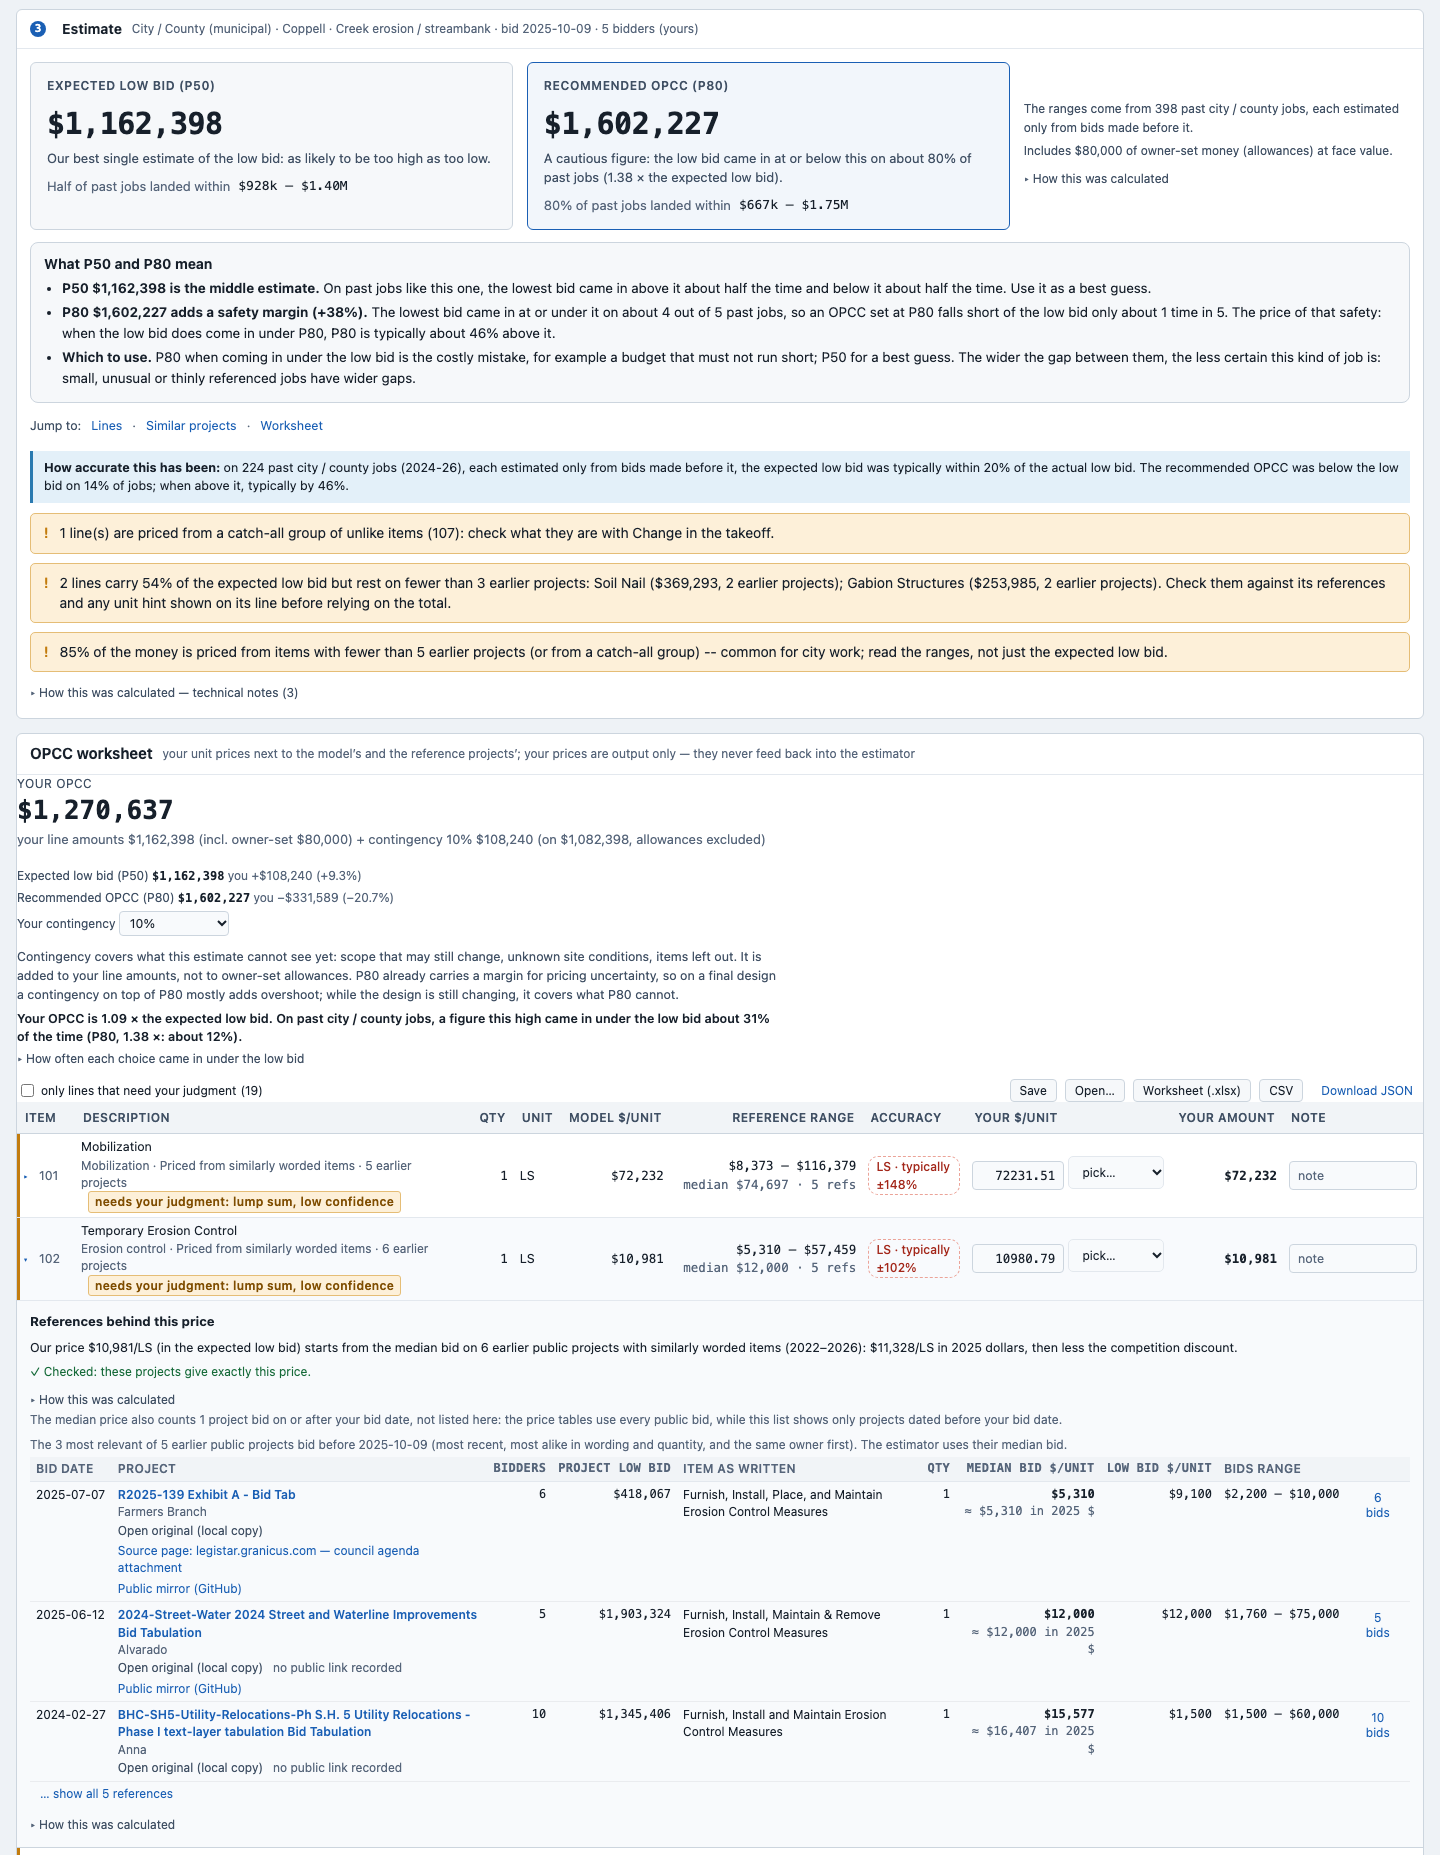 3 Estimate City / County (municipal) · Coppell · Creek erosion / streambank · bid 2025-10-09 · 5 bidders (yours)
EXPECTED LOW BID (P50)
$1,162,398
Our best single estimate of the low bid: as likely to be too high as too low.
Half of past jobs landed within $928k – $1.40M
RECOMMENDED OPCC (P80)
$1,602,227
A cautious figure: the low bid came in at or below this on about 80% of
past jobs (1.38 × the expected low bid).
80% of past jobs landed within $667k – $1.75M
The ranges come from 398 past city / county jobs, each estimated
only from bids made before it.
Includes $80,000 of owner-set money (allowances) at face value.
▸ How this was calculated
What P50 and P80 mean
• P50 $1,162,398 is the middle estimate. On past jobs like this one, the lowest bid came in above it about half the time and below it about half the time. Use it as a best guess.
• P80 $1,602,227 adds a safety margin (+38%). The lowest bid came in at or under it on about 4 out of 5 past jobs, so an OPCC set at P80 falls short of the low bid only about 1 time in 5. The price of that safety:
when the low bid does come in under P80, P80 is typically about 46% above it.
• Which to use. P80 when coming in under the low bid is the costly mistake, for example a budget that must not run short; P50 for a best guess. The wider the gap between them, the less certain this kind of job is:
small, unusual or thinly referenced jobs have wider gaps.
Jump to: Lines · Similar projects · Worksheet
How accurate this has been: on 224 past city / county jobs (2024-26), each estimated only from bids made before it, the expected low bid was typically within 20% of the actual low bid. The recommended OPCC was below the low
bid on 14% of jobs; when above it, typically by 46%.
! 1 line(s) are priced from a catch-all group of unlike items (107): check what they are with Change in the takeoff.
! 2 lines carry 54% of the expected low bid but rest on fewer than 3 earlier projects: Soil Nail ($369,293, 2 earlier projects); Gabion Structures ($253,985, 2 earlier projects). Check them against its references
and any unit hint shown on its line before relying on the total.
! 85% of the money is priced from items with fewer than 5 earlier projects (or from a catch-all group) -- common for city work; read the ranges, not just the expected low bid.
▸ How this was calculated — technical notes (3)
OPCC worksheet your unit prices next to the model's and the reference projects'; your prices are output only — they never feed back into the estimator
YOUR OPCC
$1,270,637
your line amounts $1,162,398 (incl. owner-set $80,000) + contingency 10% $108,240 (on $1,082,398, allowances excluded)
Expected low bid (P50) $1,162,398 you +$108,240 (+9.3%)
Recommended OPCC (P80) $1,602,227 you −$331,589 (−20.7%)
Your contingency 10%
Contingency covers what this estimate cannot see yet: scope that may still change, unknown site conditions, items left out. It is
added to your line amounts, not to owner-set allowances. P80 already carries a margin for pricing uncertainty, so on a final design
a contingency on top of P80 mostly adds overshoot; while the design is still changing, it covers what P80 cannot.
Your OPCC is 1.09 × the expected low bid. On past city / county jobs, a figure this high came in under the low bid about 31%
of the time (P80, 1.38 ×: about 12%).
▸ How often each choice came in under the low bid
only lines that need your judgment (19) Save Open... Worksheet (.xlsx) CSV Download JSON
ITEM DESCRIPTION QTY UNIT MODEL $/UNIT REFERENCE RANGE ACCURACY YOUR $/UNIT YOUR AMOUNT NOTE
Mobilization
▸ 101 Mobilization · Priced from similarly worded items · 5 earlier
projects
needs your judgment: lump sum, low confidence
1 LS $72,232 $8,373 – $116,379
median $74,697 · 5 refs
LS · typically
±148%
72231.51 pick... $72,232 note
Temporary Erosion Control
▾ 102 Erosion control · Priced from similarly worded items · 6 earlier
projects
needs your judgment: lump sum, low confidence
1 LS $10,981 $5,310 – $57,459
median $12,000 · 5 refs
LS · typically
±102%
10980.79 pick... $10,981 note
References behind this price
Our price $10,981/LS (in the expected low bid) starts from the median bid on 6 earlier public projects with similarly worded items (2022–2026): $11,328/LS in 2025 dollars, then less the competition discount.
✓ Checked: these projects give exactly this price.
▸ How this was calculated
The median price also counts 1 project bid on or after your bid date, not listed here: the price tables use every public bid, while this list shows only projects dated before your bid date.
The 3 most relevant of 5 earlier public projects bid before 2025-10-09 (most recent, most alike in wording and quantity, and the same owner first). The estimator uses their median bid.
BID DATE PROJECT BIDDERS PROJECT LOW BID ITEM AS WRITTEN QTY MEDIAN BID $/UNIT LOW BID $/UNIT BIDS RANGE
2025-07-07 R2025-139 Exhibit A - Bid Tab 6 $418,067 Furnish, Install, Place, and Maintain 1 $5,310 $9,100 $2,200 – $10,000 6
bids
Farmers Branch Erosion Control Measures ≈ $5,310 in 2025 $
Open original (local copy)
Source page: legistar.granicus.com — council agenda
attachment
Public mirror (GitHub)
2025-06-12 2024-Street-Water 2024 Street and Waterline Improvements 5 $1,903,324 Furnish, Install, Maintain & Remove 1 $12,000 $12,000 $1,760 – $75,000 5
bids
Bid Tabulation Erosion Control Measures ≈ $12,000 in 2025
$
Alvarado
Open original (local copy) no public link recorded
Public mirror (GitHub)
2024-02-27 BHC-SH5-Utility-Relocations-Ph S.H. 5 Utility Relocations - 10 $1,345,406 Furnish, Install and Maintain Erosion 1 $15,577 $1,500 $1,500 – $60,000 10
bids
Phase I text-layer tabulation Bid Tabulation Control Measures ≈ $16,407 in 2025
$
Anna
Open original (local copy) no public link recorded
... show all 5 references
▸ How this was calculated